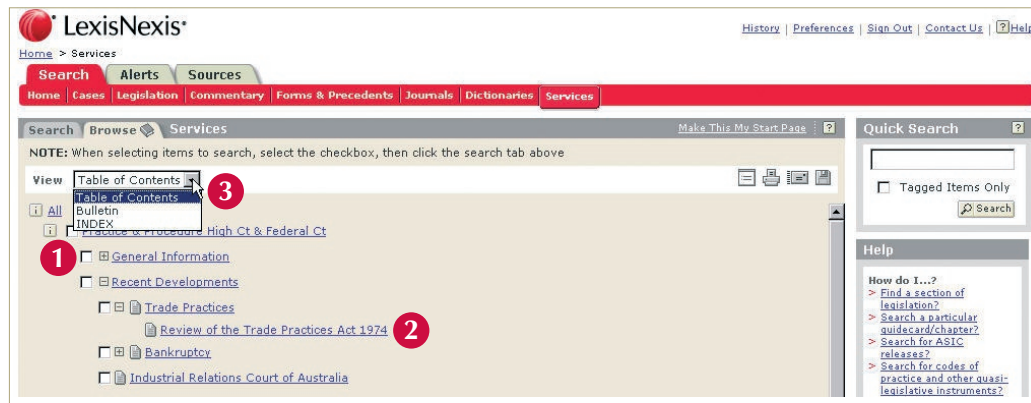 LexisNexis
History | Preferences | Sign Out | Contact Us | ? Help
Home > Services
Search Alerts Sources
Home Cases Legislation Commentary Forms & Precedents Journals Dictionaries Services
Search Browse Services Make This My Start Page ?
NOTE: When selecting items to search, select the checkbox, then click the search tab above
View Table of Contents
Table of Contents
Bulletin
INDEX
3
i All
i Practice & Procedure High Ct & Federal Ct
1
General Information
Recent Developments
Trade Practices
Review of the Trade Practices Act 1974
2
Bankruptcy
Industrial Relations Court of Australia
Quick Search ?
Tagged Items Only
Search
Help
How do I...?
> Find a section of
legislation?
> Search a particular
guidecard/chapter?
> Search for ASIC
releases?
> Search for codes of
practice and other quasi-
legislative instruments?